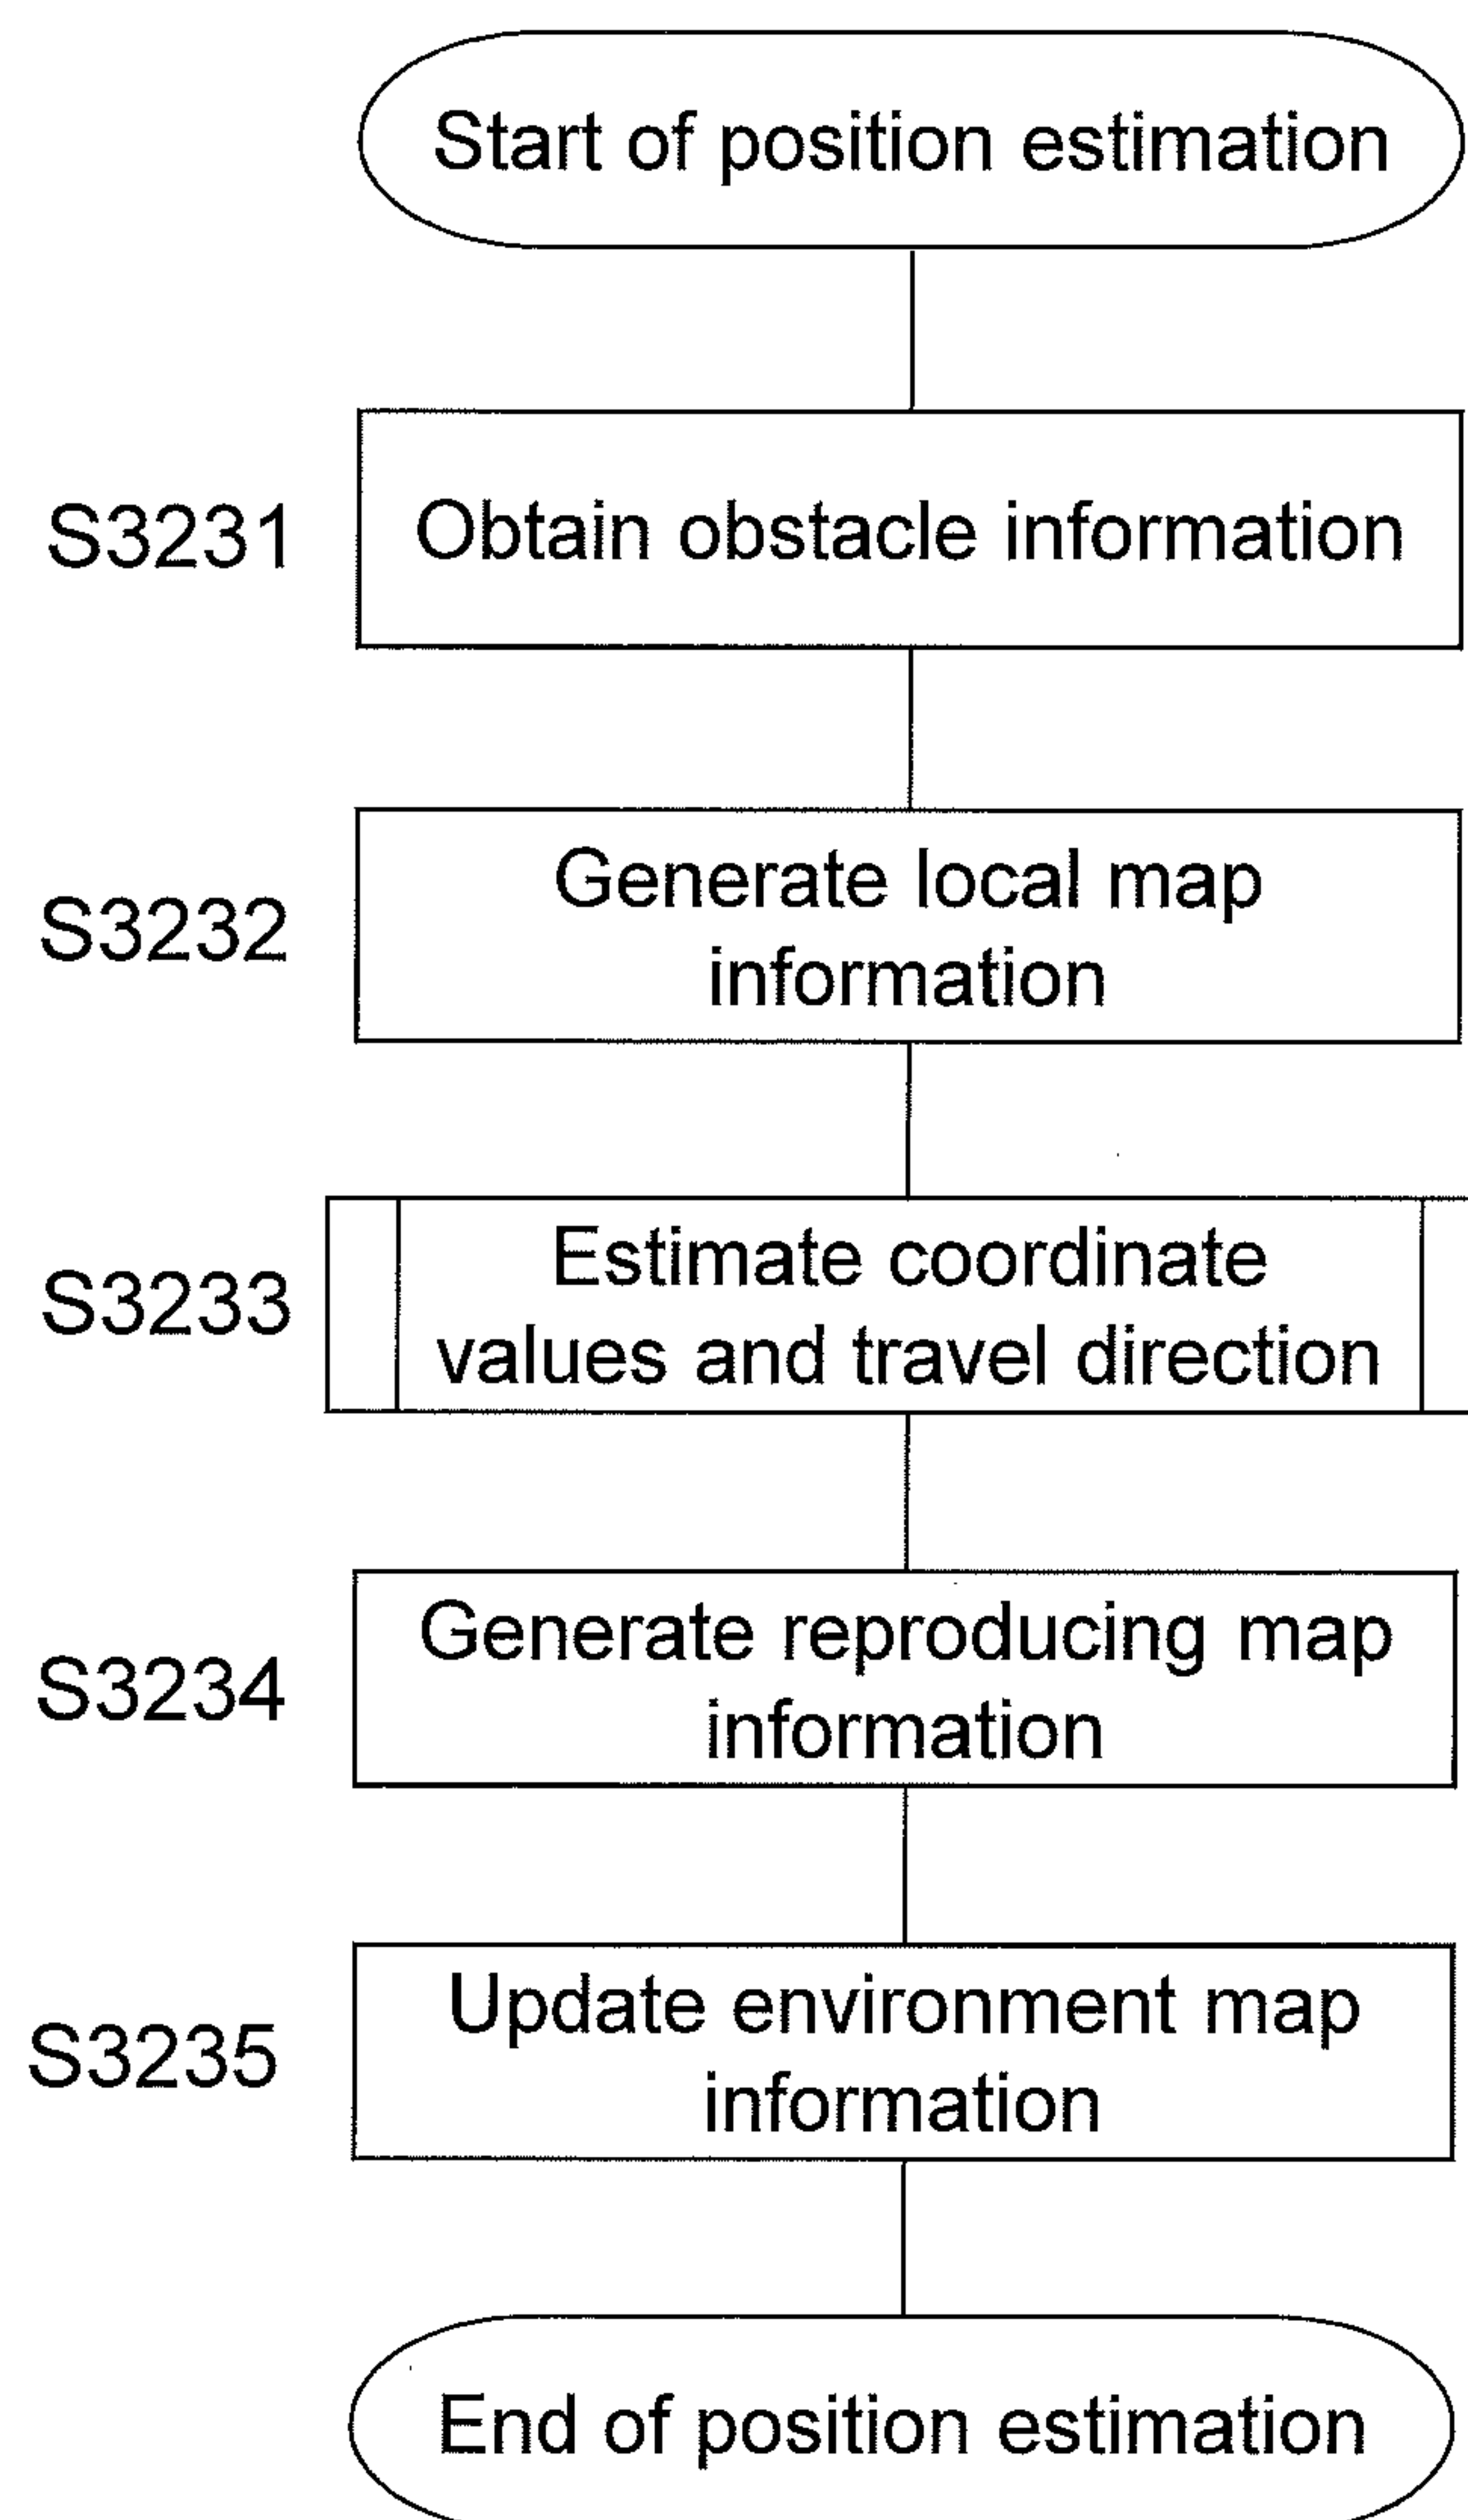 Start of position estimation
S3231
Obtain obstacle information
S3232
Generate local map
information
S3233
Estimate coordinate
values and travel direction
S3234
Generate reproducing map
information
S3235
Update environment map
information
End of position estimation